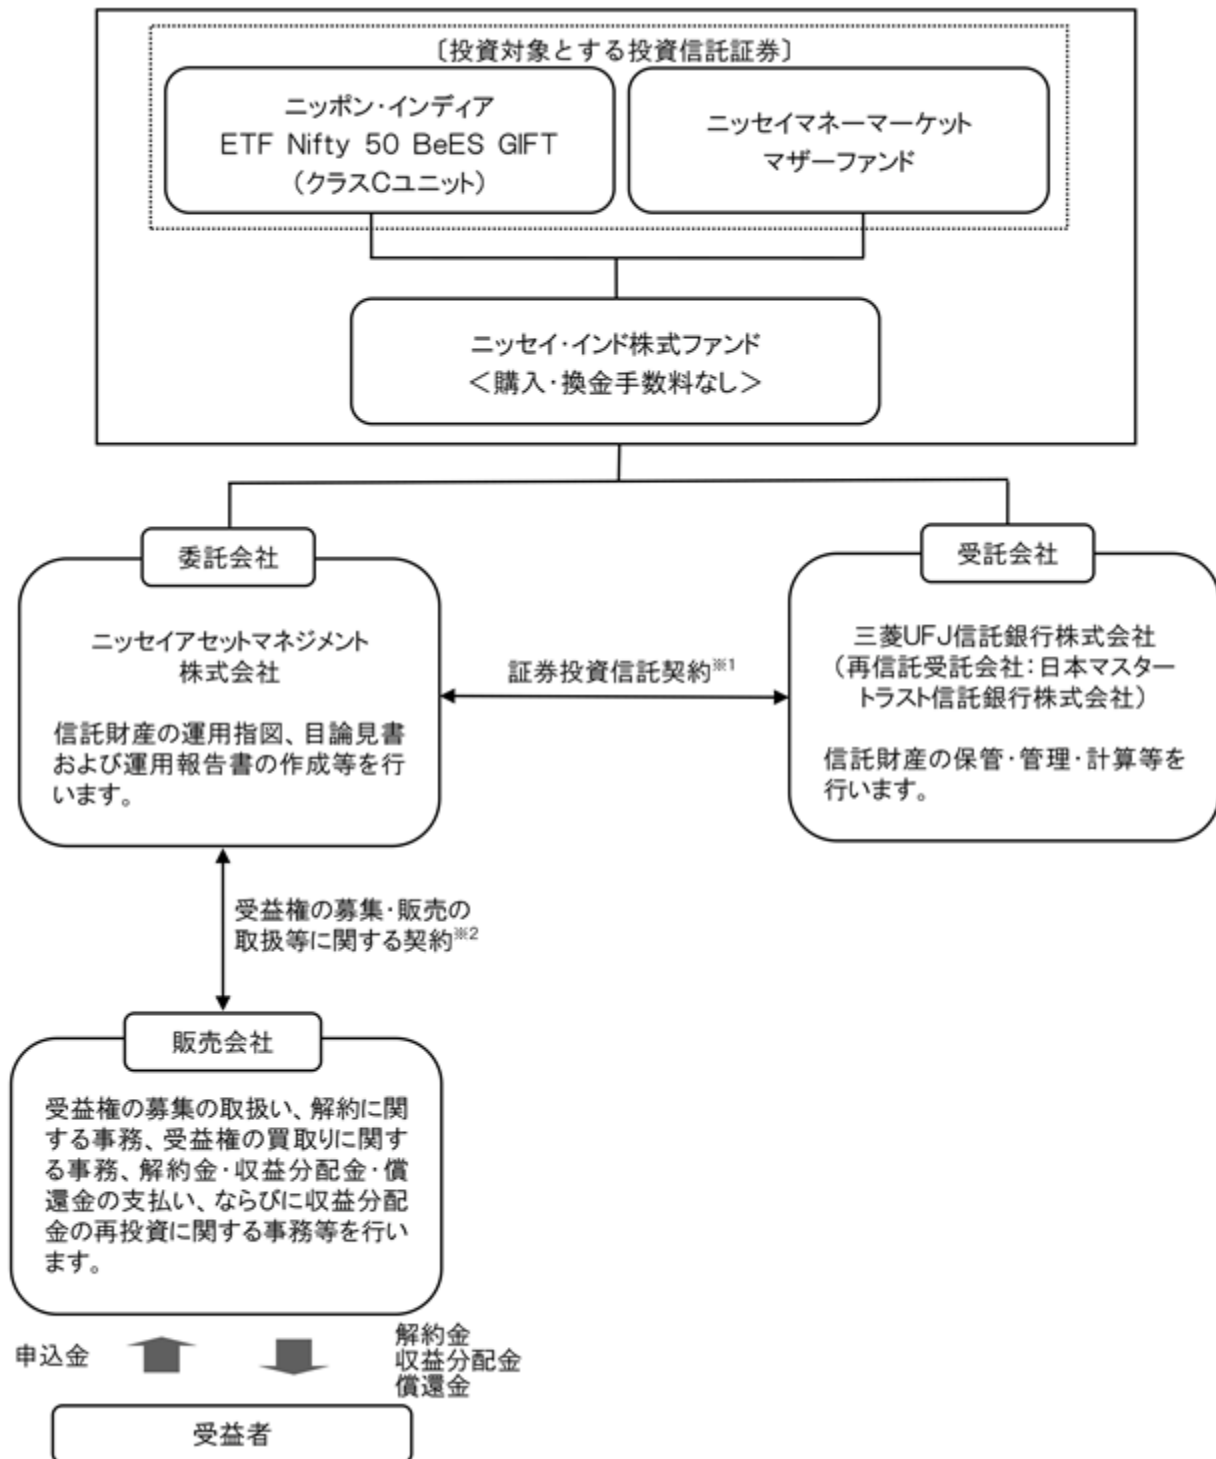 〔投資対象とする投資信託証券〕
ニッポン・インディア
ETF Nifty 50 BeES GIFT
（クラスCユニット）
ニッセイマネーマーケット
マザーファンド
ニッセイ・インド株式ファンド
＜購入・換金手数料なし＞
委託会社
ニッセイアセットマネジメント
株式会社
信託財産の運用指図、目論見書
および運用報告書の作成等を行
います。
証券投資信託契約※1
受託会社
三菱UFJ信託銀行株式会社
（再信託受託会社：日本マスター
トラスト信託銀行株式会社）
信託財産の保管・管理・計算等を
行います。
受益権の募集・販売の
取扱等に関する契約※2
販売会社
受益権の募集の取扱い、解約に関
する事務、受益権の買取りに関す
る事務、解約金・収益分配金・償
還金の支払い、ならびに収益分配
金の再投資に関する事務等を行い
ます。
申込金
解約金
収益分配金
償還金
受益者